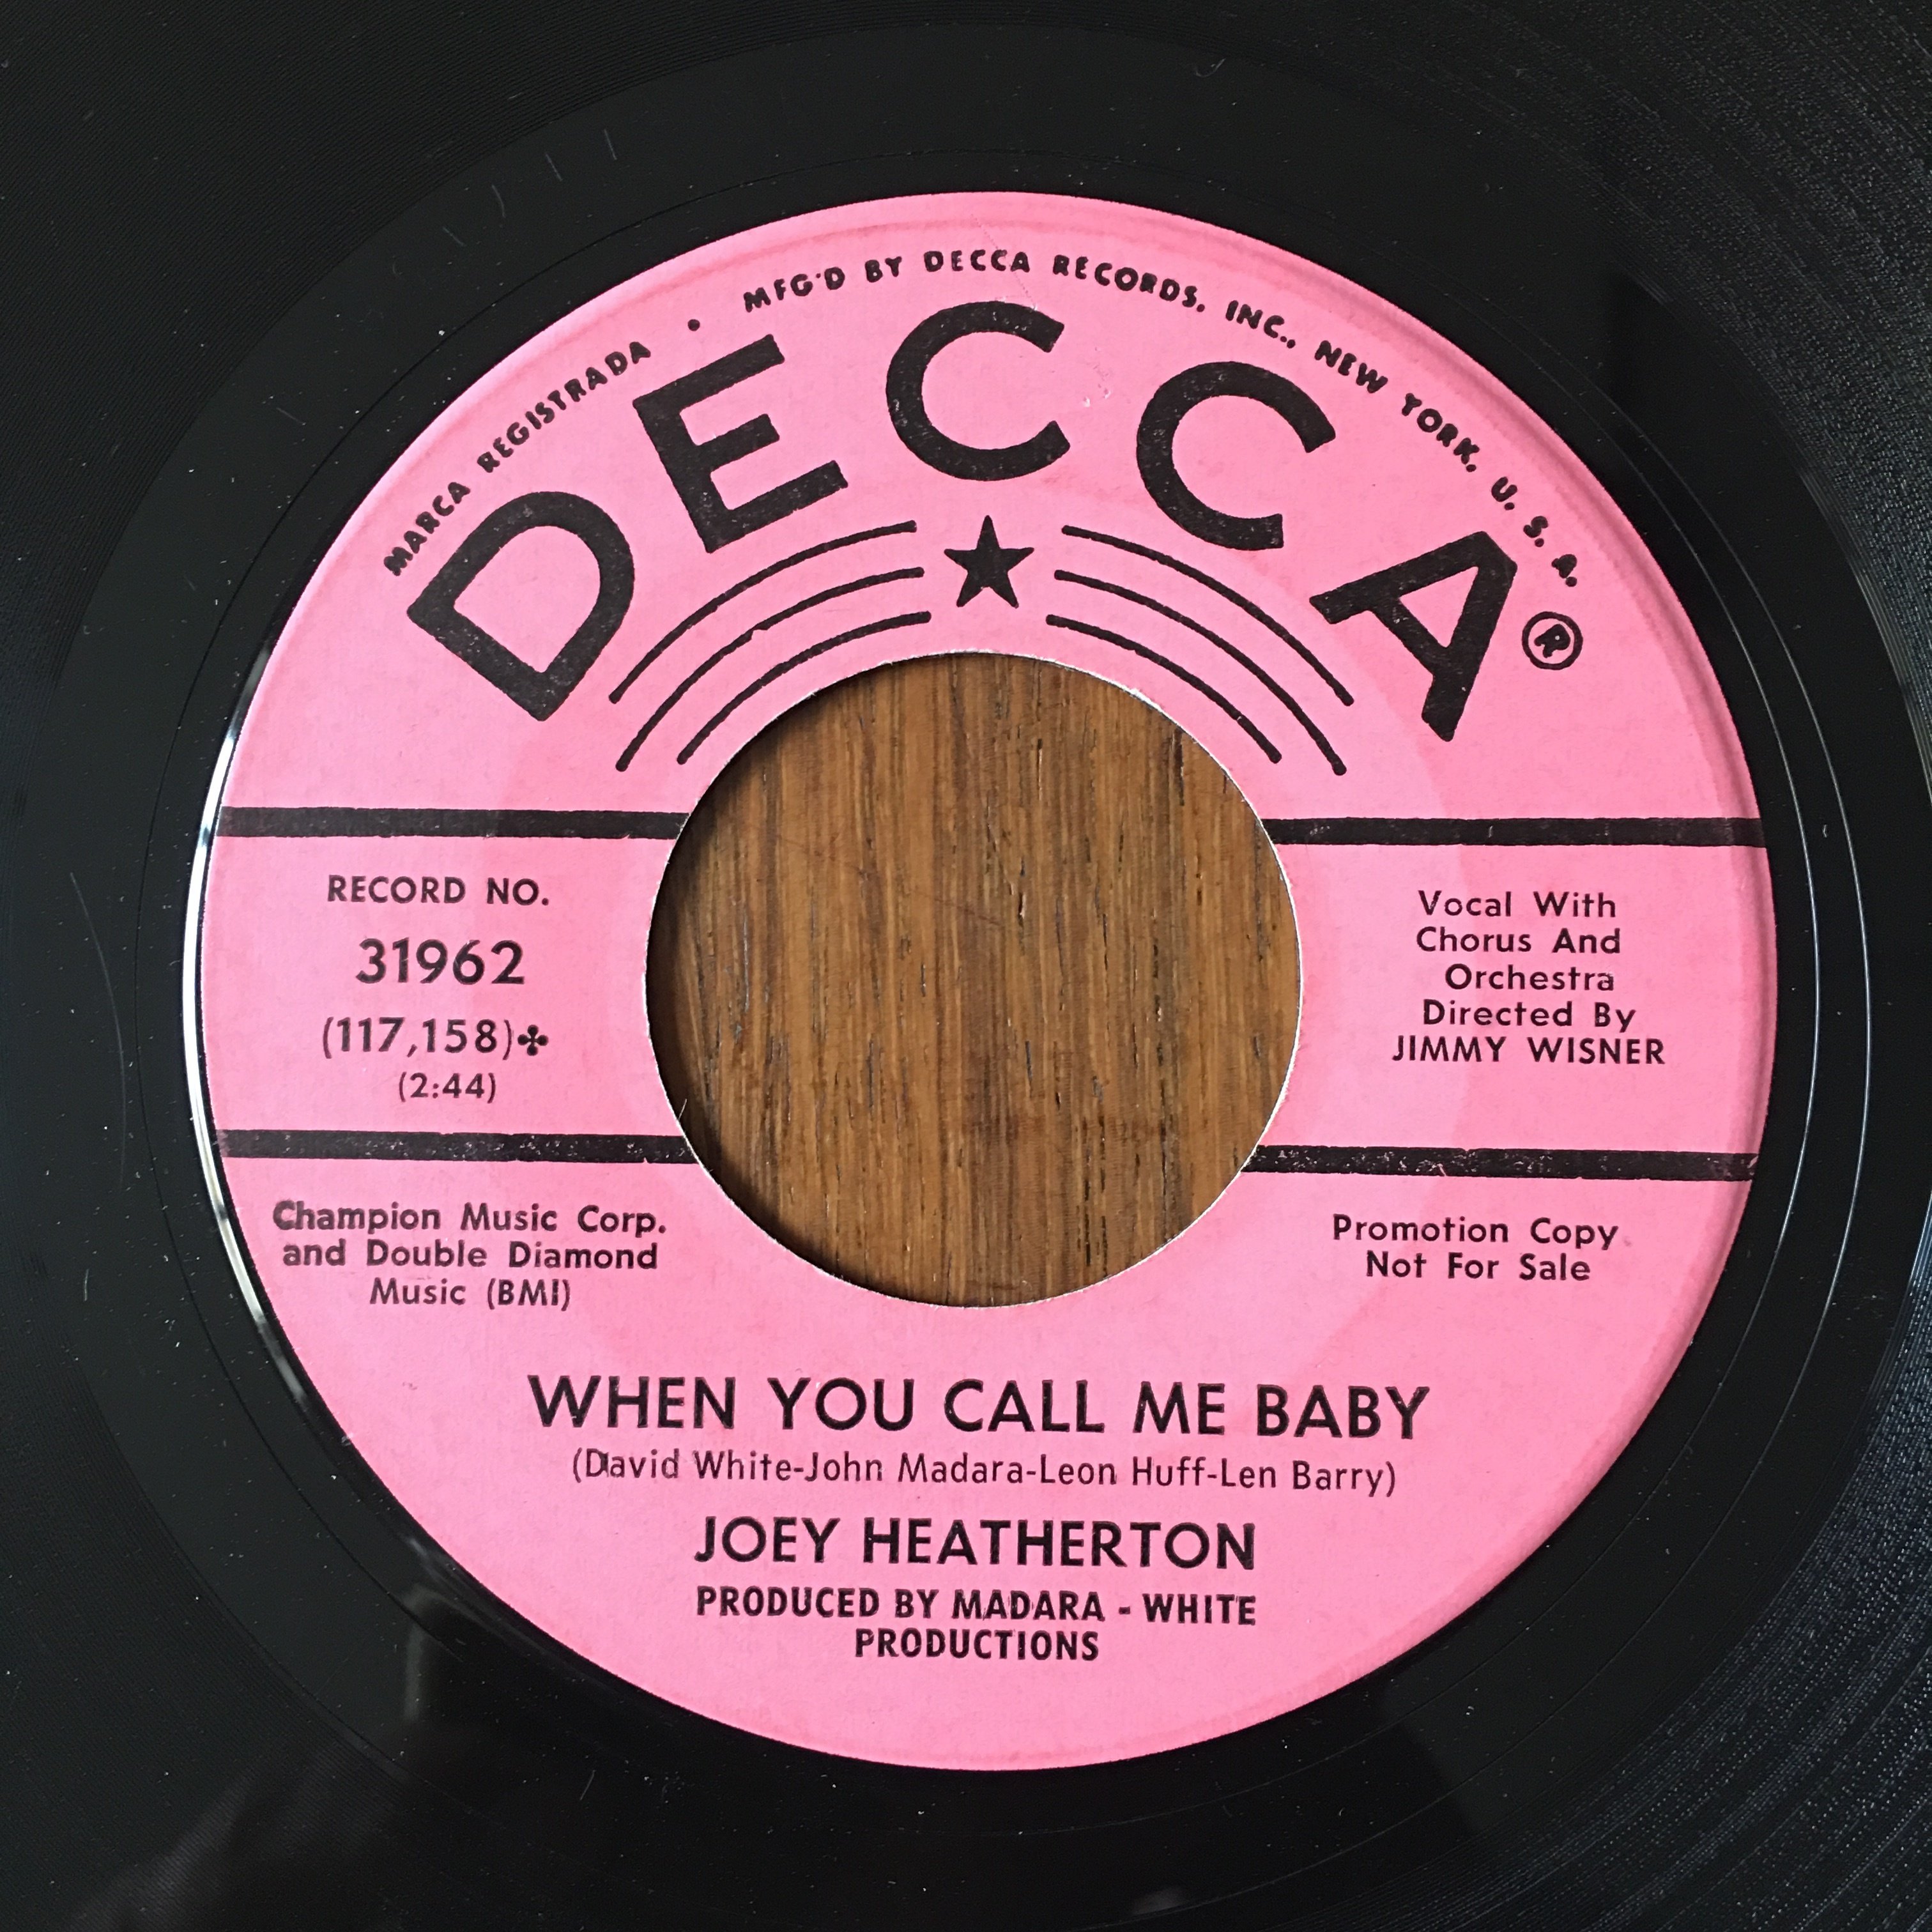 MARCA REGISTRADA • MFG'D BY DECCA RECORDS, INC., NEW YORK, U. S. A.
DECCA®
RECORD NO.
31962
(117,158)✤
(2:44)
Vocal With
Chorus And
Orchestra
Directed By
JIMMY WISNER
Champion Music Corp.
and Double Diamond
Music (BMI)
Promotion Copy
Not For Sale
WHEN YOU CALL ME BABY
(David White-John Madara-Leon Huff-Len Barry)
JOEY HEATHERTON
PRODUCED BY MADARA - WHITE
PRODUCTIONS